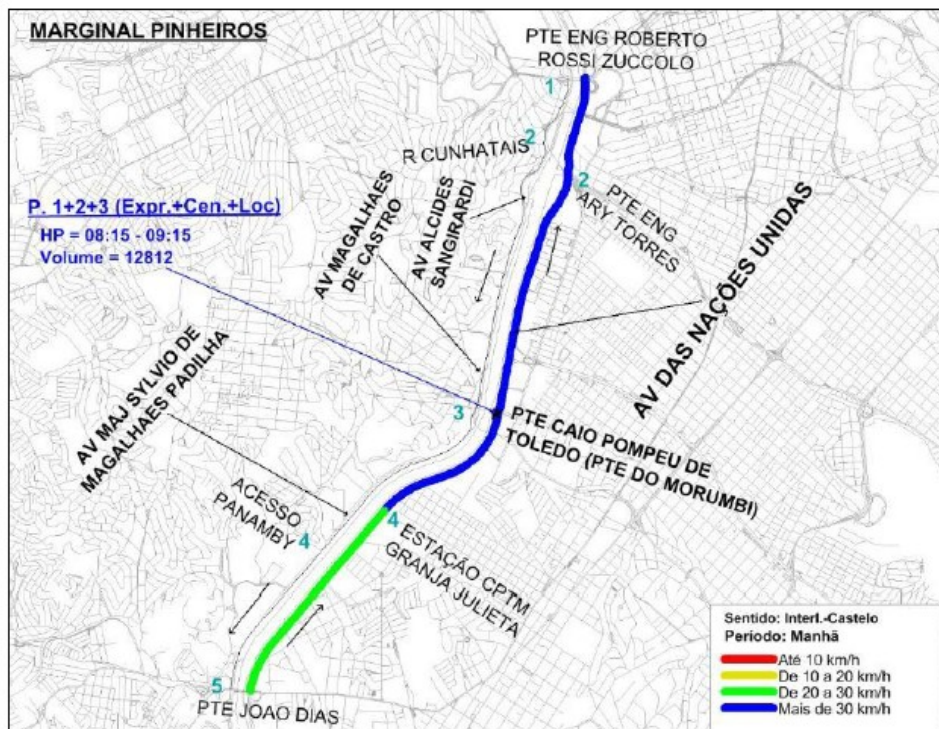 MARGINAL PINHEIROS
PTE ENG ROBERTO
ROSSI ZUCCOLO
1
2
R CUNHATAIS
2
PTE ENG
ARY TORRES
P. 1+2+3 (Expr.+Cen.+Loc)
HP = 08:15 - 09:15
Volume = 12812
AV MAGALHAES
DE CASTRO
AV ALCIDES
SANGIRARDI
AV DAS NAÇÕES UNIDAS
AV MAJ SYLVIO DE
MAGALHAES PADILHA
3
PTE CAIO POMPEU DE
TOLEDO (PTE DO MORUMBI)
ACESSO
PANAMBY
4
4
ESTAÇÃO CPTM
GRANJA JULIETA
5
PTE JOAO DIAS
Sentido: Interl.-Castelo
Período: Manhã
Até 10 km/h
De 10 a 20 km/h
De 20 a 30 km/h
Mais de 30 km/h